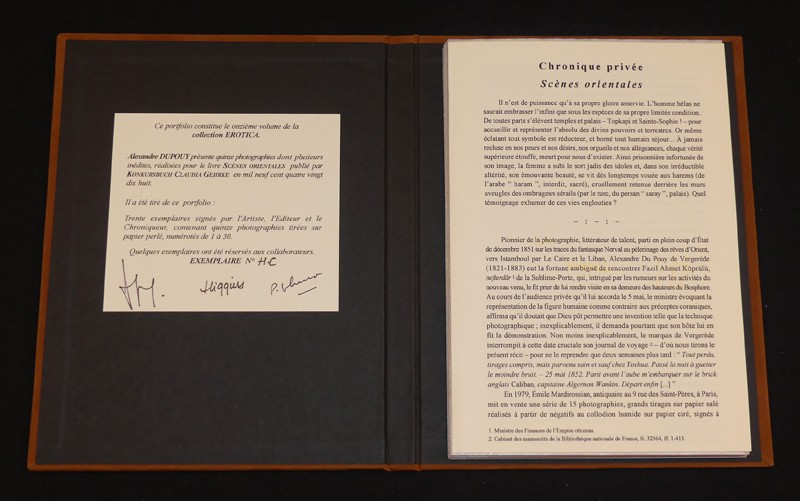 Ce portfolio constitue le onzième volume de la
collection EROTICA.
Alexandre DUPOUY présente quinze photographies dont plusieurs
inédites, réalisées pour le livre SCÈNES ORIENTALES publié par
KONKURSBUCH CLAUDIA GEHRKE en mil neuf cent quatre vingt
dix huit.
Il a été tiré de ce portfolio :
Trente exemplaires signés par l'Artiste, l'Editeur et le
Chroniqueur, contenant quinze photographies tirées sur
papier perlé, numérotés de 1 à 30.
Quelques exemplaires ont été réservés aux collaborateurs.
EXEMPLAIRE N° H-C
Higgins
Chronique privée
Scènes orientales
Il n'est de puissance qu'à sa propre gloire asservie. L'homme hélas ne
saurait embrasser l'infini que sous les espèces de sa propre limitée condition.
De toutes parts s'élèvent temples et palais – Topkapi et Sainte-Sophie ! – pour
accueillir et représenter l'absolu des divins pouvoirs et terrestres. Or même
éclatant tout symbole est réducteur, et borné tout humain séjour... À jamais
recluse en nos peurs et nos désirs, nos orgueils et nos allégeances, chaque vérité
supérieure étouffe, meurt pour nous d'exister. Ainsi prisonnière infortunée de
son image, la femme a subi le sort jadis des idoles et, dans son irréductible
altérité, son émouvante beauté, se vit dès longtemps vouée aux harems (de
l'arabe " haram ", interdit, sacré), cruellement retenue derrière les murs
aveugles des ombrageux sérails (par le turc, du persan " saray ", palais). Quel
témoignage exhumer de ces vies englouties ?
– : – : –
Pionnier de la photographie, littérateur de talent, parti en plein coup d'État
de décembre 1851 sur les traces du fantasque Nerval au pèlerinage des rêves d'Orient,
vers Istamboul par Le Caire et le Liban, Alexandre Du Pouy de Vergerède
(1821-1883) eut la fortune ambiguë de rencontrer Fazil Ahmet Köprülü,
nefterdâr ¹ de la Sublime-Porte, qui, intrigué par les rumeurs sur les activités du
nouveau venu, le fit prier de lui rendre visite en sa demeure des hauteurs du Bosphore.
Au cours de l'audience privée qu'il lui accorda le 5 mai, le ministre évoquant la
représentation de la figure humaine comme contraire aux préceptes coraniques,
affirma qu'il doutait que Dieu pût permettre une invention telle que la technique
photographique ; inexplicablement, il demanda pourtant que son hôte lui en
fît la démonstration. Non moins inexplicablement, le marquis de Vergerède
interrompit à cette date cruciale son journal de voyage ² – d'où nous tirons le
présent récit – pour ne le reprendre que deux semaines plus tard : " Tout perdu,
tirages compris, mais parvenu sain et sauf chez Yoshua. Passé la nuit à guetter
le moindre bruit. – 25 mai 1852. Parti avant l'aube m'embarquer sur le brick
anglais Caliban, capitaine Algernon Wankin. Départ enfin [...] "
En 1979, Émile Mardirossian, antiquaire au 9 rue des Saint-Pères, à Paris,
mit en vente une série de 15 photographies, grands tirages sur papier salé
réalisés à partir de négatifs au collodion humide sur papier ciré, signés à
1. Ministre des Finances de l'Empire ottoman.
2. Cabinet des manuscrits de la Bibliothèque nationale de France, fr. 32564, ff. 1-413.